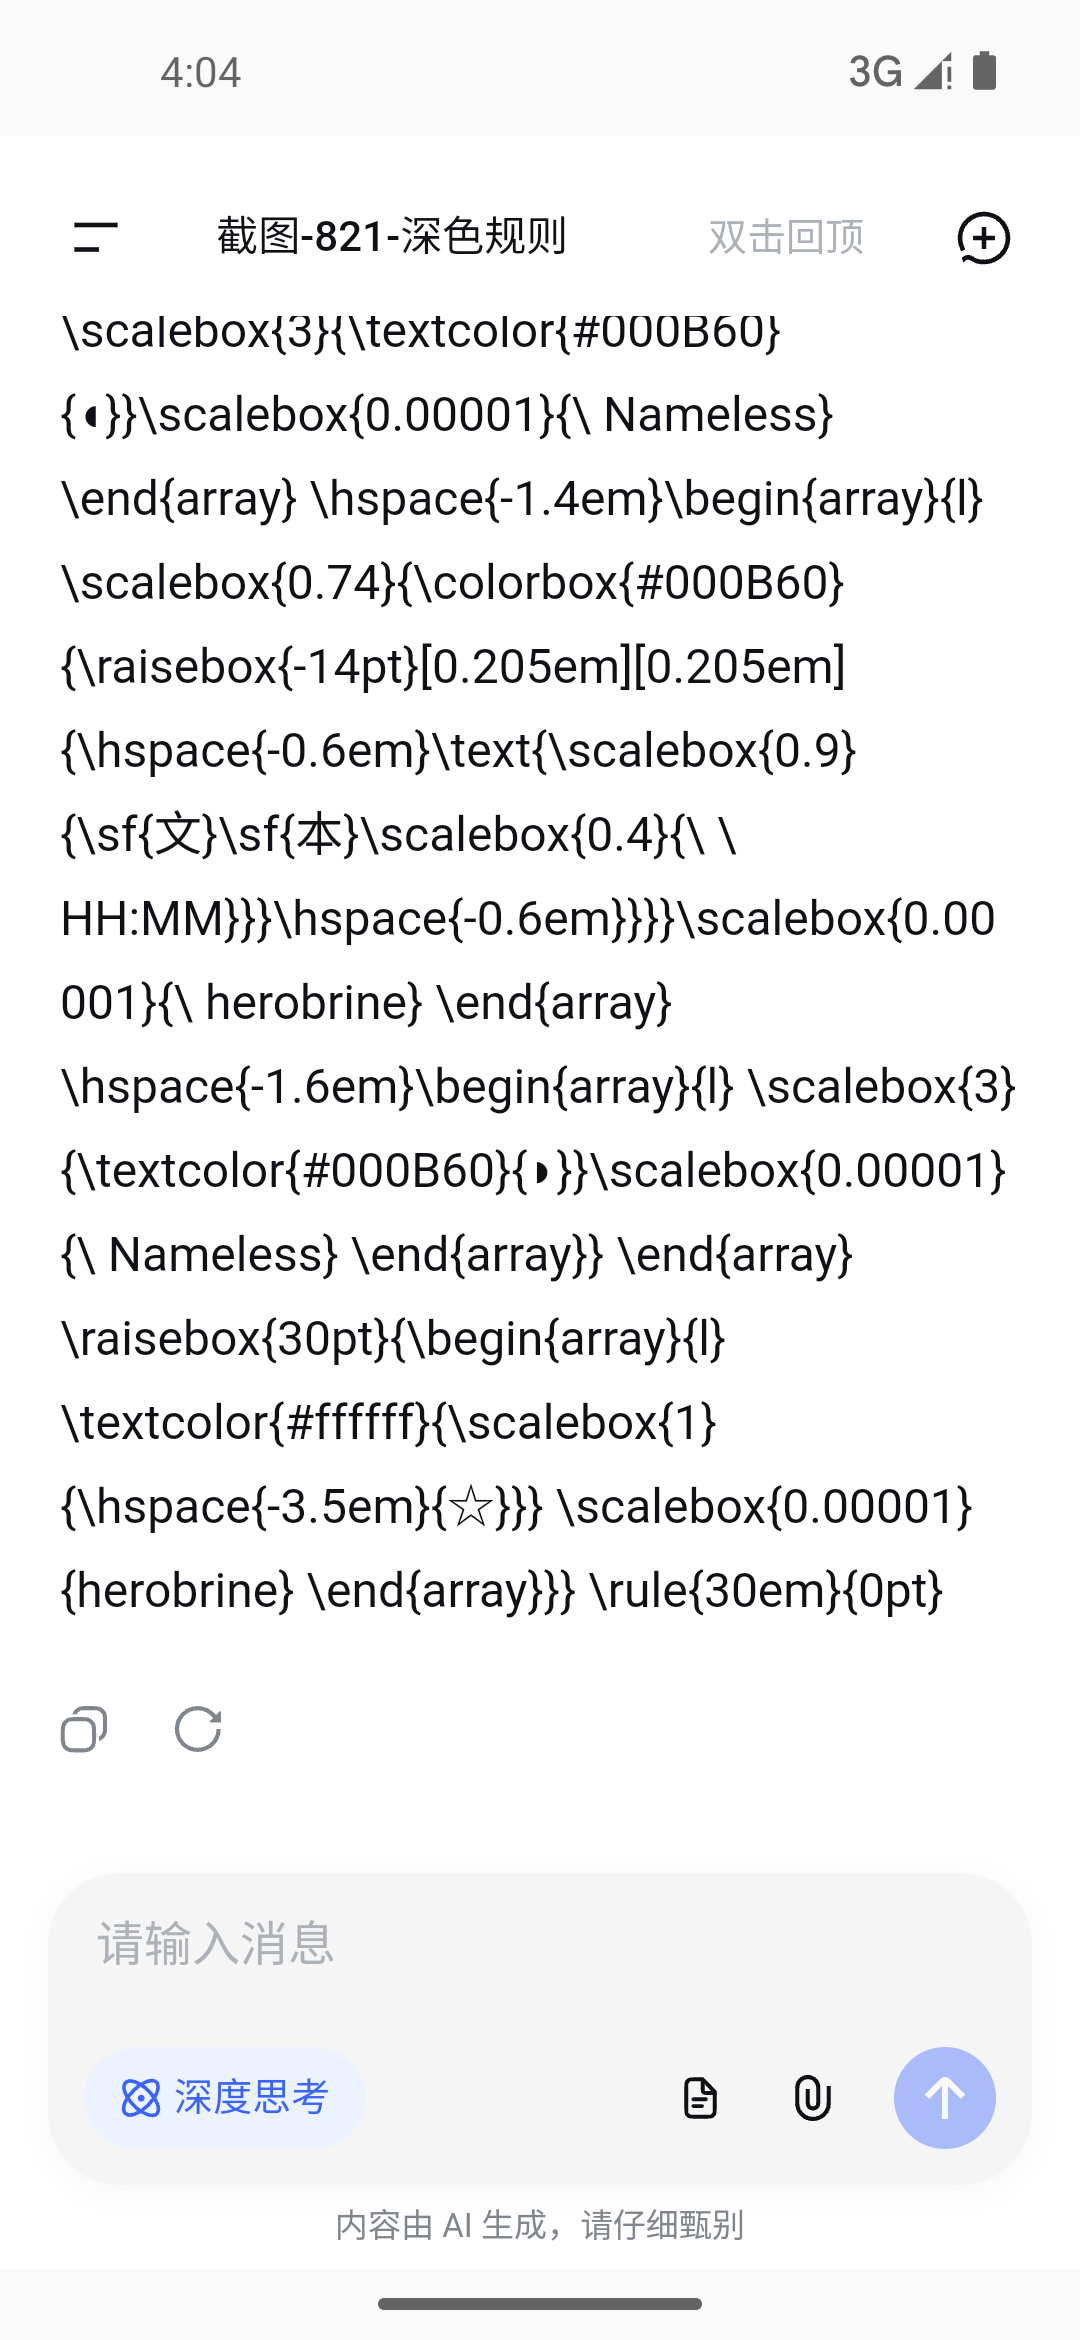 4:04
3G
截图-821-深色规则
双击回顶
\scalebox{3}{\textcolor{#000B60}
{◖}}\scalebox{0.00001}{\ Nameless}
\end{array} \hspace{-1.4em}\begin{array}{l}
\scalebox{0.74}{\colorbox{#000B60}
{\raisebox{-14pt}[0.205em][0.205em]
{\hspace{-0.6em}\text{\scalebox{0.9}
{\sf{文}\sf{本}\scalebox{0.4}{\ \
HH:MM}}}\hspace{-0.6em}}}}\scalebox{0.00
001}{\ herobrine} \end{array}
\hspace{-1.6em}\begin{array}{l} \scalebox{3}
{\textcolor{#000B60}{◗}}\scalebox{0.00001}
{\ Nameless} \end{array}} \end{array}
\raisebox{30pt}{\begin{array}{l}
\textcolor{#ffffff}{\scalebox{1}
{\hspace{-3.5em}{☆}}} \scalebox{0.00001}
{herobrine} \end{array}}} \rule{30em}{0pt}
请输入消息
深度思考
内容由 AI 生成，请仔细甄别